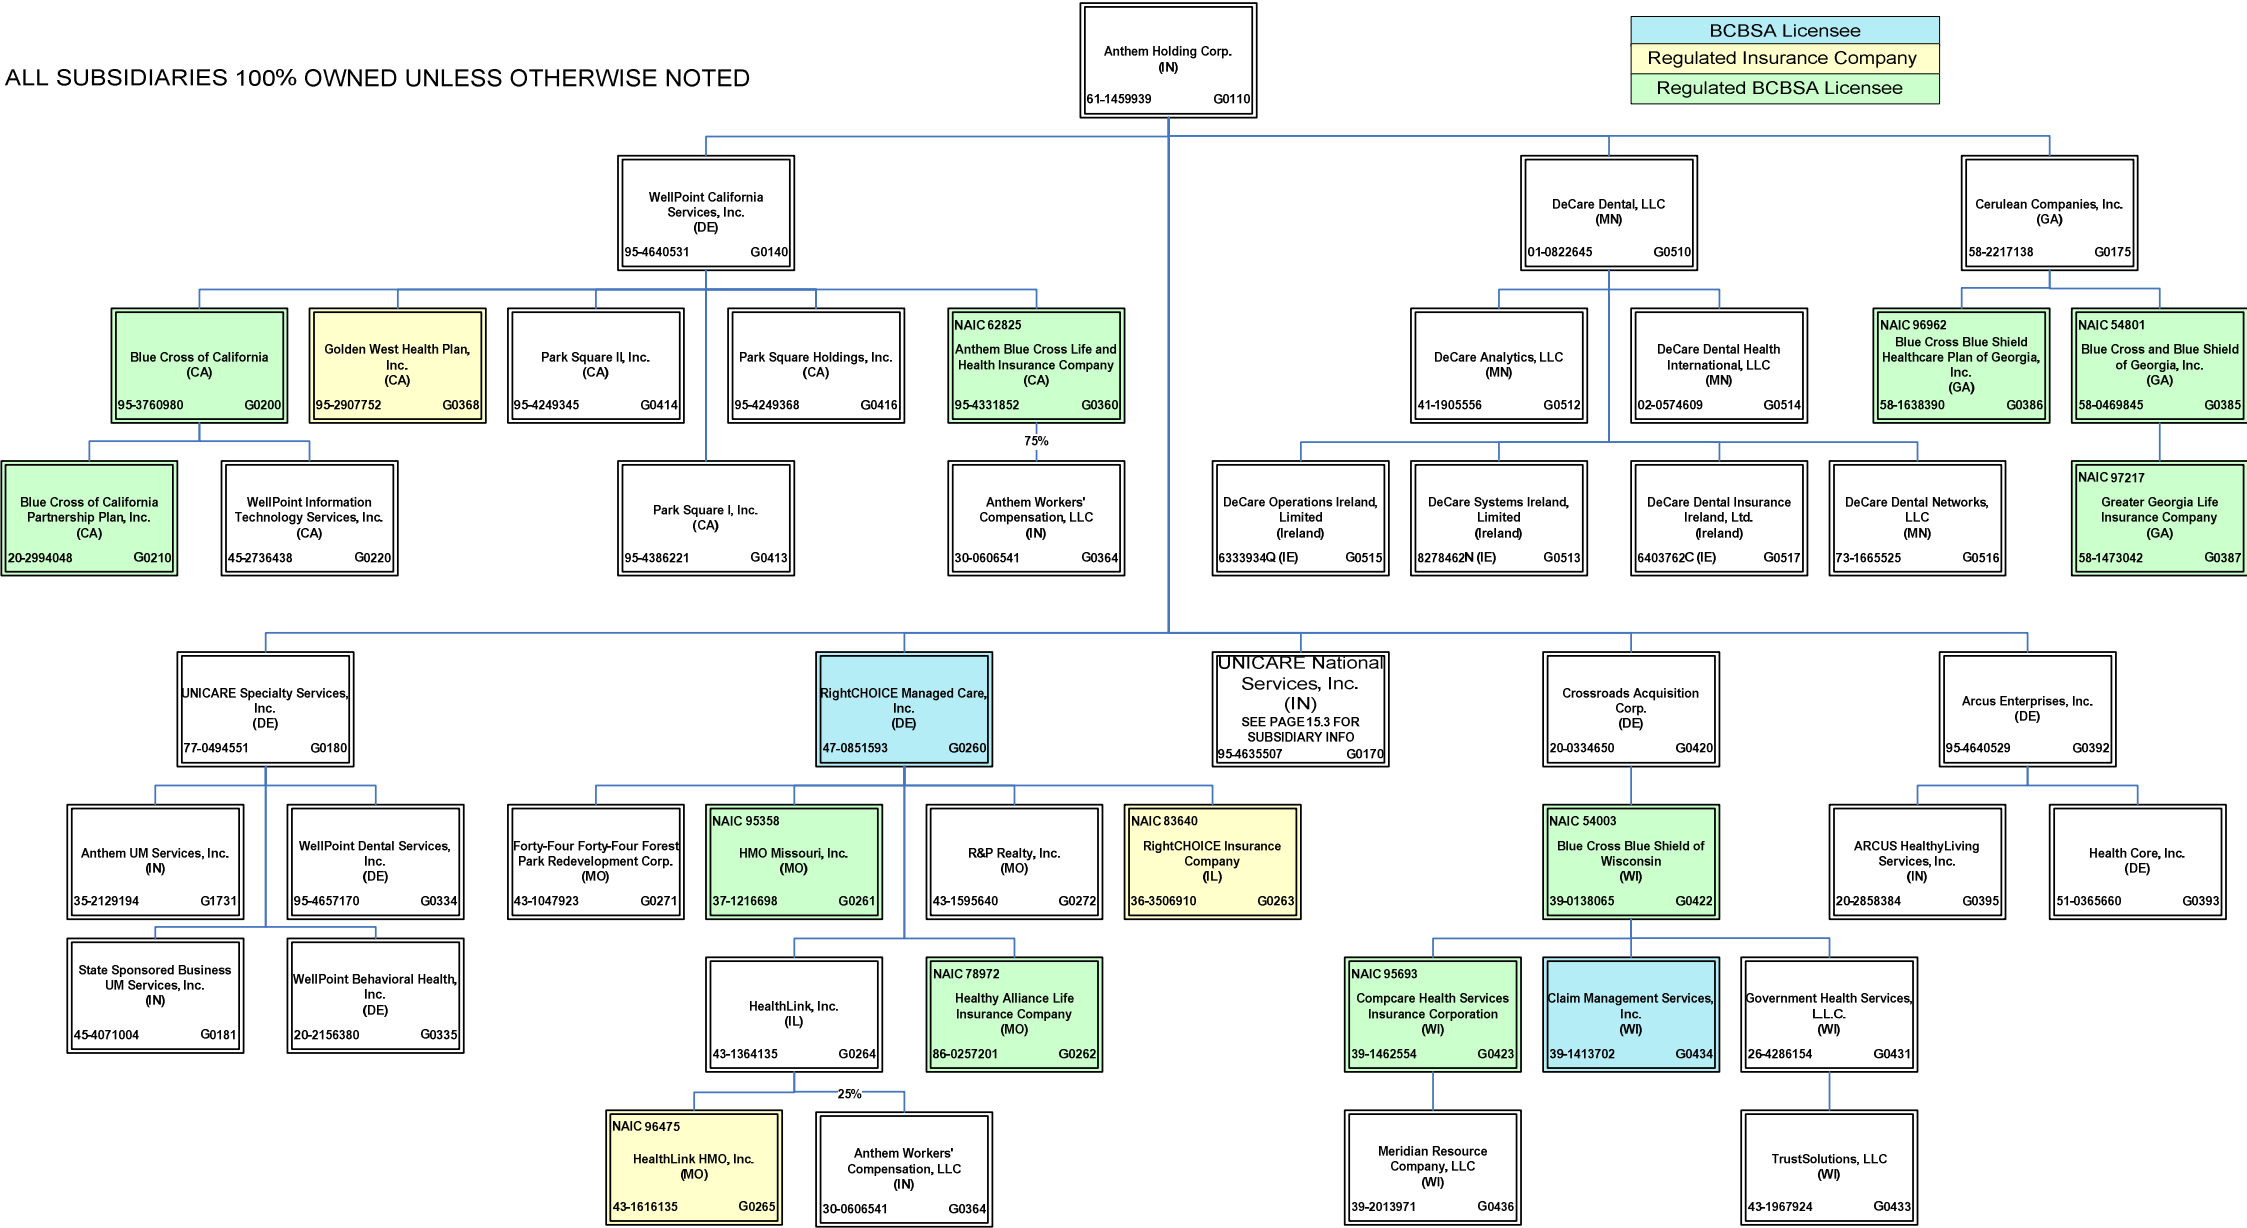 BCBSA Licensee
Regulated Insurance Company
Regulated BCBSA Licensee
ALL SUBSIDIARIES 100% OWNED UNLESS OTHERWISE NOTED
Anthem Holding Corp.
(IN)
61-1459939 G0110
WellPoint California
Services, Inc.
(DE)
95-4640531 G0140
DeCare Dental, LLC
(MN)
01-0822645 G0510
Cerulean Companies, Inc.
(GA)
58-2217138 G0175
Blue Cross of California
(CA)
95-3760980 G0200
Golden West Health Plan,
Inc.
(CA)
95-2907752 G0368
Park Square II, Inc.
(CA)
95-4249345 G0414
Park Square Holdings, Inc.
(CA)
95-4249368 G0416
NAIC 62825
Anthem Blue Cross Life and
Health Insurance Company
(CA)
95-4331852 G0360
DeCare Analytics, LLC
(MN)
41-1905556 G0512
DeCare Dental Health
International, LLC
(MN)
02-0574609 G0514
NAIC 96962
Blue Cross Blue Shield
Healthcare Plan of Georgia,
Inc.
(GA)
58-1638390 G0386
NAIC 54801
Blue Cross and Blue Shield
of Georgia, Inc.
(GA)
58-0469845 G0385
75%
Blue Cross of California
Partnership Plan, Inc.
(CA)
20-2994048 G0210
WellPoint Information
Technology Services, Inc.
(CA)
45-2736438 G0220
Park Square I, Inc.
(CA)
95-4386221 G0413
Anthem Workers'
Compensation, LLC
(IN)
30-0606541 G0364
DeCare Operations Ireland,
Limited
(Ireland)
6333934Q (IE) G0515
DeCare Systems Ireland,
Limited
(Ireland)
8278462N (IE) G0513
DeCare Dental Insurance
Ireland, Ltd.
(Ireland)
6403762C (IE) G0517
DeCare Dental Networks,
LLC
(MN)
73-1665525 G0516
NAIC 97217
Greater Georgia Life
Insurance Company
(GA)
58-1473042 G0387
UNICARE Specialty Services,
Inc.
(DE)
77-0494551 G0180
RightCHOICE Managed Care,
Inc.
(DE)
47-0851593 G0260
UNICARE National
Services, Inc.
(IN)
SEE PAGE 15.3 FOR
SUBSIDIARY INFO
95-4635507 G0170
Crossroads Acquisition
Corp.
(DE)
20-0334650 G0420
Arcus Enterprises, Inc.
(DE)
95-4640529 G0392
Anthem UM Services, Inc.
(IN)
35-2129194 G1731
WellPoint Dental Services,
Inc.
(DE)
95-4657170 G0334
Forty-Four Forty-Four Forest
Park Redevelopment Corp.
(MO)
43-1047923 G0271
NAIC 95358
HMO Missouri, Inc.
(MO)
37-1216698 G0261
R&P Realty, Inc.
(MO)
43-1595640 G0272
NAIC 83640
RightCHOICE Insurance
Company
(IL)
36-3506910 G0263
NAIC 54003
Blue Cross Blue Shield of
Wisconsin
(WI)
39-0138065 G0422
ARCUS HealthyLiving
Services, Inc.
(IN)
20-2858384 G0395
Health Core, Inc.
(DE)
51-0365660 G0393
State Sponsored Business
UM Services, Inc.
(IN)
45-4071004 G0181
WellPoint Behavioral Health,
Inc.
(DE)
20-2156380 G0335
HealthLink, Inc.
(IL)
43-1364135 G0264
NAIC 78972
Healthy Alliance Life
Insurance Company
(MO)
86-0257201 G0262
NAIC 95693
Compcare Health Services
Insurance Corporation
(WI)
39-1462554 G0423
Claim Management Services,
Inc.
(WI)
39-1413702 G0434
Government Health Services,
L.L.C.
(WI)
26-4286154 G0431
25%
NAIC 96475
HealthLink HMO, Inc.
(MO)
43-1616135 G0265
Anthem Workers'
Compensation, LLC
(IN)
30-0606541 G0364
Meridian Resource
Company, LLC
(WI)
39-2013971 G0436
TrustSolutions, LLC
(WI)
43-1967924 G0433